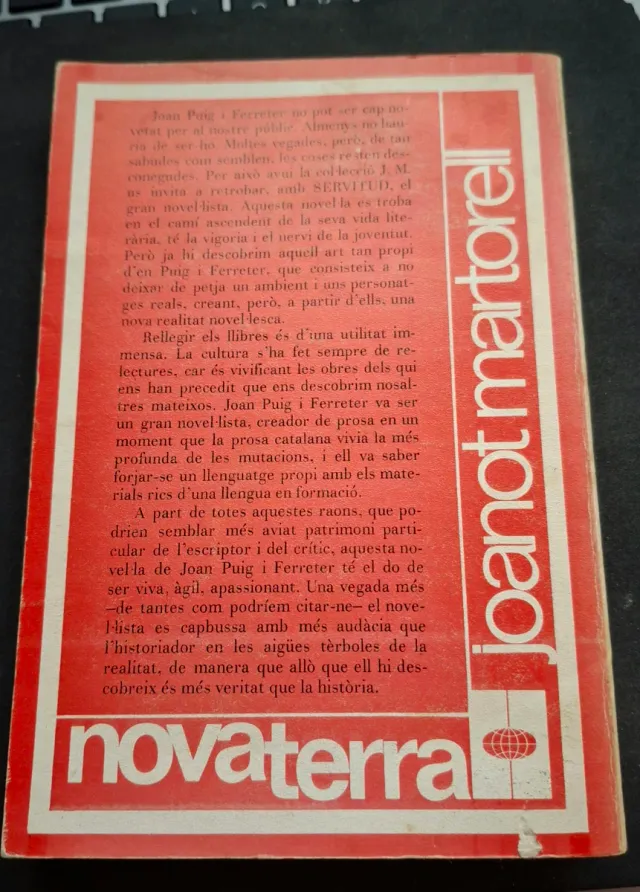 Joan Puig i Ferreter no pot ser cap no-
vetat per al nostre públic. Almenys no hau-
ria de ser-ho. Moltes vegades, però, de tan
sabudes com semblen, les coses resten des-
conegudes. Per això avui la col·lecció J. M.
us invita a retrobar, amb SERVITUD, el
gran novel·lista. Aquesta novel·la es troba
en el camí ascendent de la seva vida lite-
rària, té la vigoria i el nervi de la joventut.
Però ja hi descobrim aquell art tan propi
d'en Puig i Ferreter, que consisteix a no
deixar de petja un ambient i uns personat-
ges reals, creant, però, a partir d'ells, una
nova realitat novel·lesca.
Rellegir els llibres és d'una utilitat im-
mensa. La cultura s'ha fet sempre de re-
lectures, car és vivificant les obres dels qui
ens han precedit que ens descobrim nosal-
tres mateixos. Joan Puig i Ferreter va ser
un gran novel·lista, creador de prosa en un
moment que la prosa catalana vivia la més
profunda de les mutacions, i ell va saber
forjar-se un llenguatge propi amb els mate-
rials rics d'una llengua en formació.
A part de totes aquestes raons, que po-
drien semblar més aviat patrimoni parti-
cular de l'escriptor i del crític, aquesta no-
vel·la de Joan Puig i Ferreter té el do de
ser viva, àgil, apassionant. Una vegada més
—de tantes com podríem citar-ne— el nove-
l·lista es capbussa amb més audàcia que
l'historiador en les aigües tèrboles de la
realitat, de manera que allò que ell hi des-
cobreix és més veritat que la història.
joanot martorell
novaterra